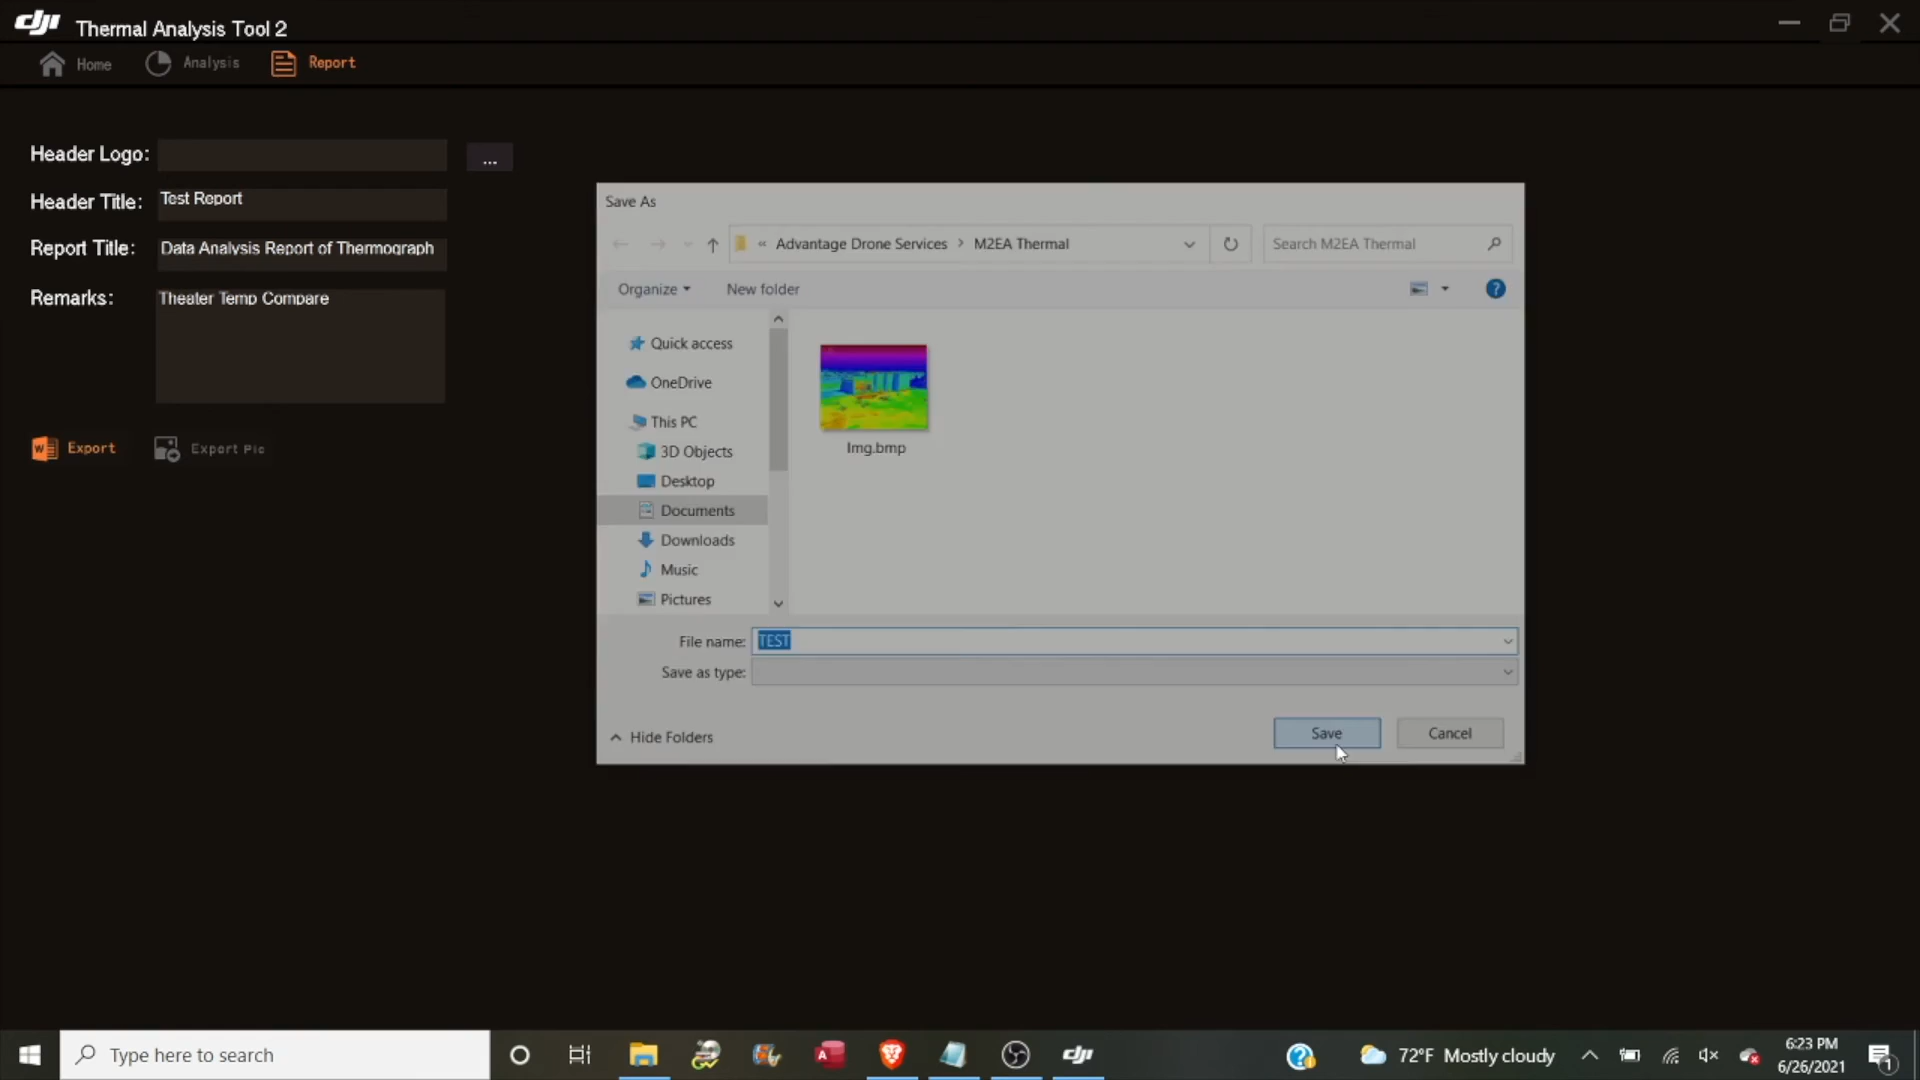 dji Thermal Analysis Tool 2
Home Analysis Report
Header Logo: ...
Header Title: Test Report
Report Title: Data Analysis Report of Thermograph
Remarks: Theater Temp Compare
Export Export Pic
Save As
« Advantage Drone Services > M2EA Thermal
Search M2EA Thermal
Organize New folder
?
Quick access
OneDrive
This PC
3D Objects
Desktop
Documents
Downloads
Music
Pictures
Img.bmp
File name: TEST
Save as type:
Hide Folders
Save Cancel
Type here to search
A
dji
?
72°F Mostly cloudy
6:23 PM
6/26/2021
1